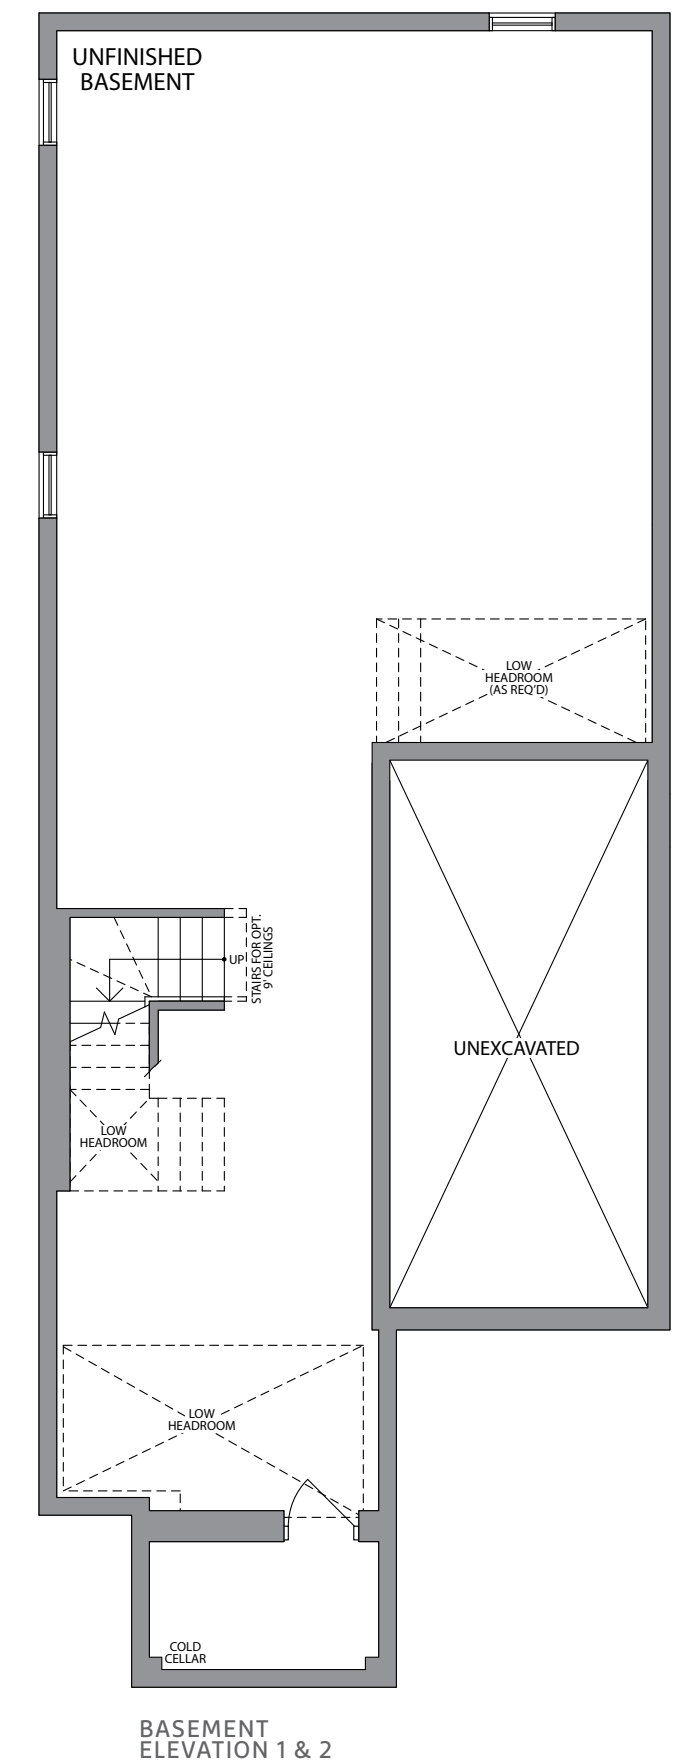 UNFINISHED
BASEMENT
LOW
HEADROOM
(AS REQ'D)
STAIRS FOR OPT.
9' CEILINGS
UP
UNEXCAVATED
LOW
HEADROOM
LOW
HEADROOM
COLD
CELLAR
BASEMENT
ELEVATION 1 & 2